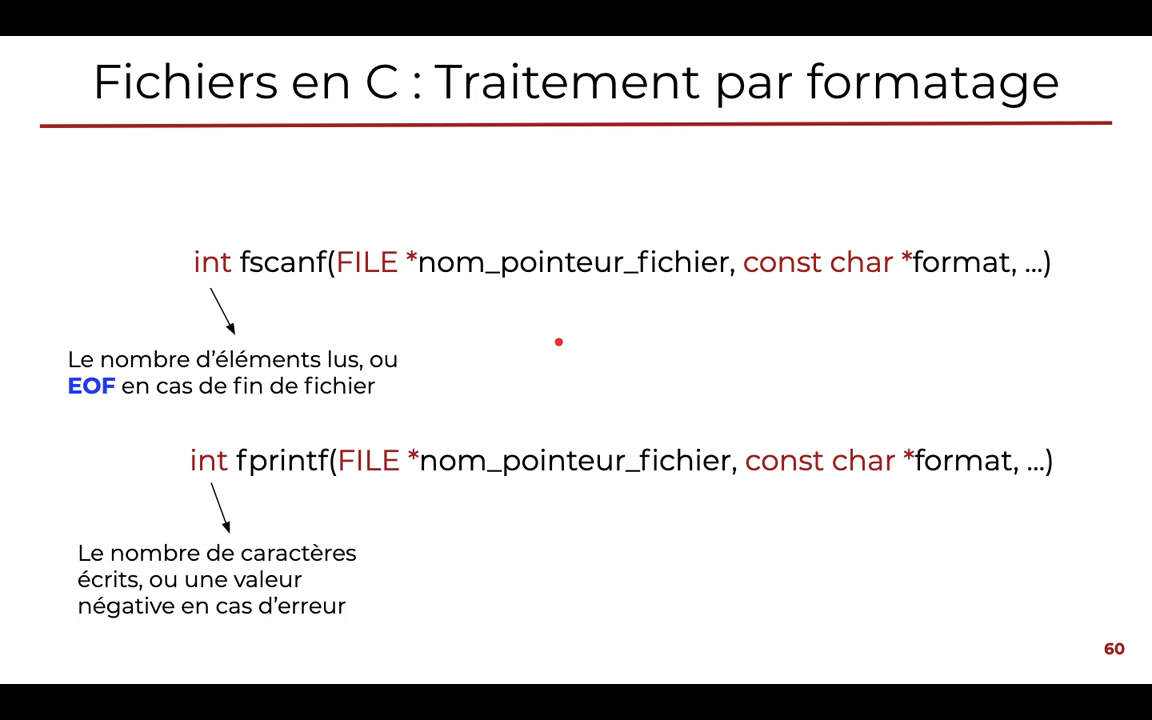 Fichiers en C : Traitement par formatage
int fscanf(FILE *nom_pointeur_fichier, const char *format, ...)
Le nombre d’éléments lus, ou
EOF en cas de fin de fichier
int fprintf(FILE *nom_pointeur_fichier, const char *format, ...)
Le nombre de caractères
écrits, ou une valeur
négative en cas d’erreur
60